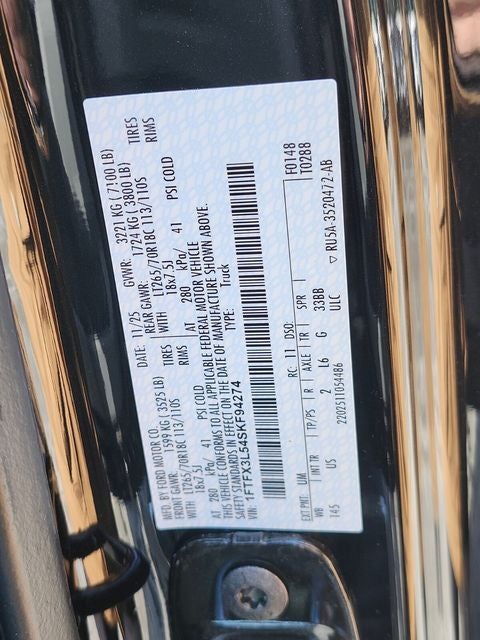 MFD. BY FORD MOTOR CO. DATE: 11/25 GVWR: 3221 KG ( 7100 LB)
FRONT GAWR: 1599 KG ( 3525 LB) REAR GAWR: 1724 KG ( 3800 LB)
WITH LT265/70R18C 113/110S TIRES WITH LT265/70R18C 113/110S TIRES
18x7.5J RIMS 18x7.5J RIMS
AT 280 kPa/ 41 PSI COLD AT 280 kPa/ 41 PSI COLD
THIS VEHICLE CONFORMS TO ALL APPLICABLE FEDERAL MOTOR VEHICLE
SAFETY STANDARDS IN EFFECT ON THE DATE OF MANUFACTURE SHOWN ABOVE.
VIN: 1FTFX3L54SKF94274 TYPE: Truck
F0148
T0288
EXT PNT: UM RC: 11 DSO:
WB INT TR TP/PS R AXLE TR SPR
145 US 2 L6 G 33BB
ULC
2202511054486 ▽ RU5A-3520472-AB